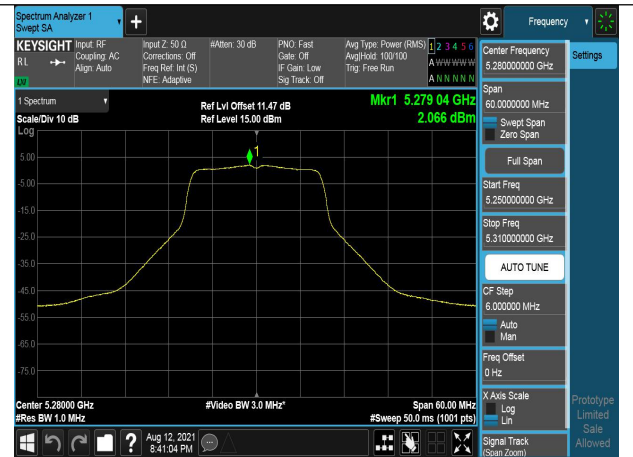 Spectrum Analyzer 1
Swept SA
Frequency
KEYSIGHT
RL
Input: RF
Coupling: AC
Align: Auto
Input Z: 50 Ω
Corrections: Off
Freq Ref: Int (S)
NFE: Adaptive
#Atten: 30 dB
PNO: Fast
Gate: Off
IF Gain: Low
Sig Track: Off
Avg Type: Power (RMS)
Avg|Hold: 100/100
Trig: Free Run
1 2 3 4 5 6
A W W W W W
A N N N N N
1 Spectrum
Scale/Div 10 dB
Log
Ref Lvl Offset 11.47 dB
Ref Level 15.00 dBm
Mkr1 5.279 04 GHz
2.066 dBm
1
5.00
-5.00
-15.0
-25.0
-35.0
-45.0
-55.0
-65.0
-75.0
Center 5.28000 GHz
#Res BW 1.0 MHz
#Video BW 3.0 MHz*
Span 60.00 MHz
#Sweep 50.0 ms (1001 pts)
Aug 12, 2021
8:41:04 PM
Center Frequency
5.280000000 GHz
Span
60.0000000 MHz
Swept Span
Zero Span
Full Span
Start Freq
5.250000000 GHz
Stop Freq
5.310000000 GHz
AUTO TUNE
CF Step
6.000000 MHz
Auto
Man
Freq Offset
0 Hz
X Axis Scale
Log
Lin
Signal Track
(Span Zoom)
Settings
Prototype
Limited
Sale
Allowed